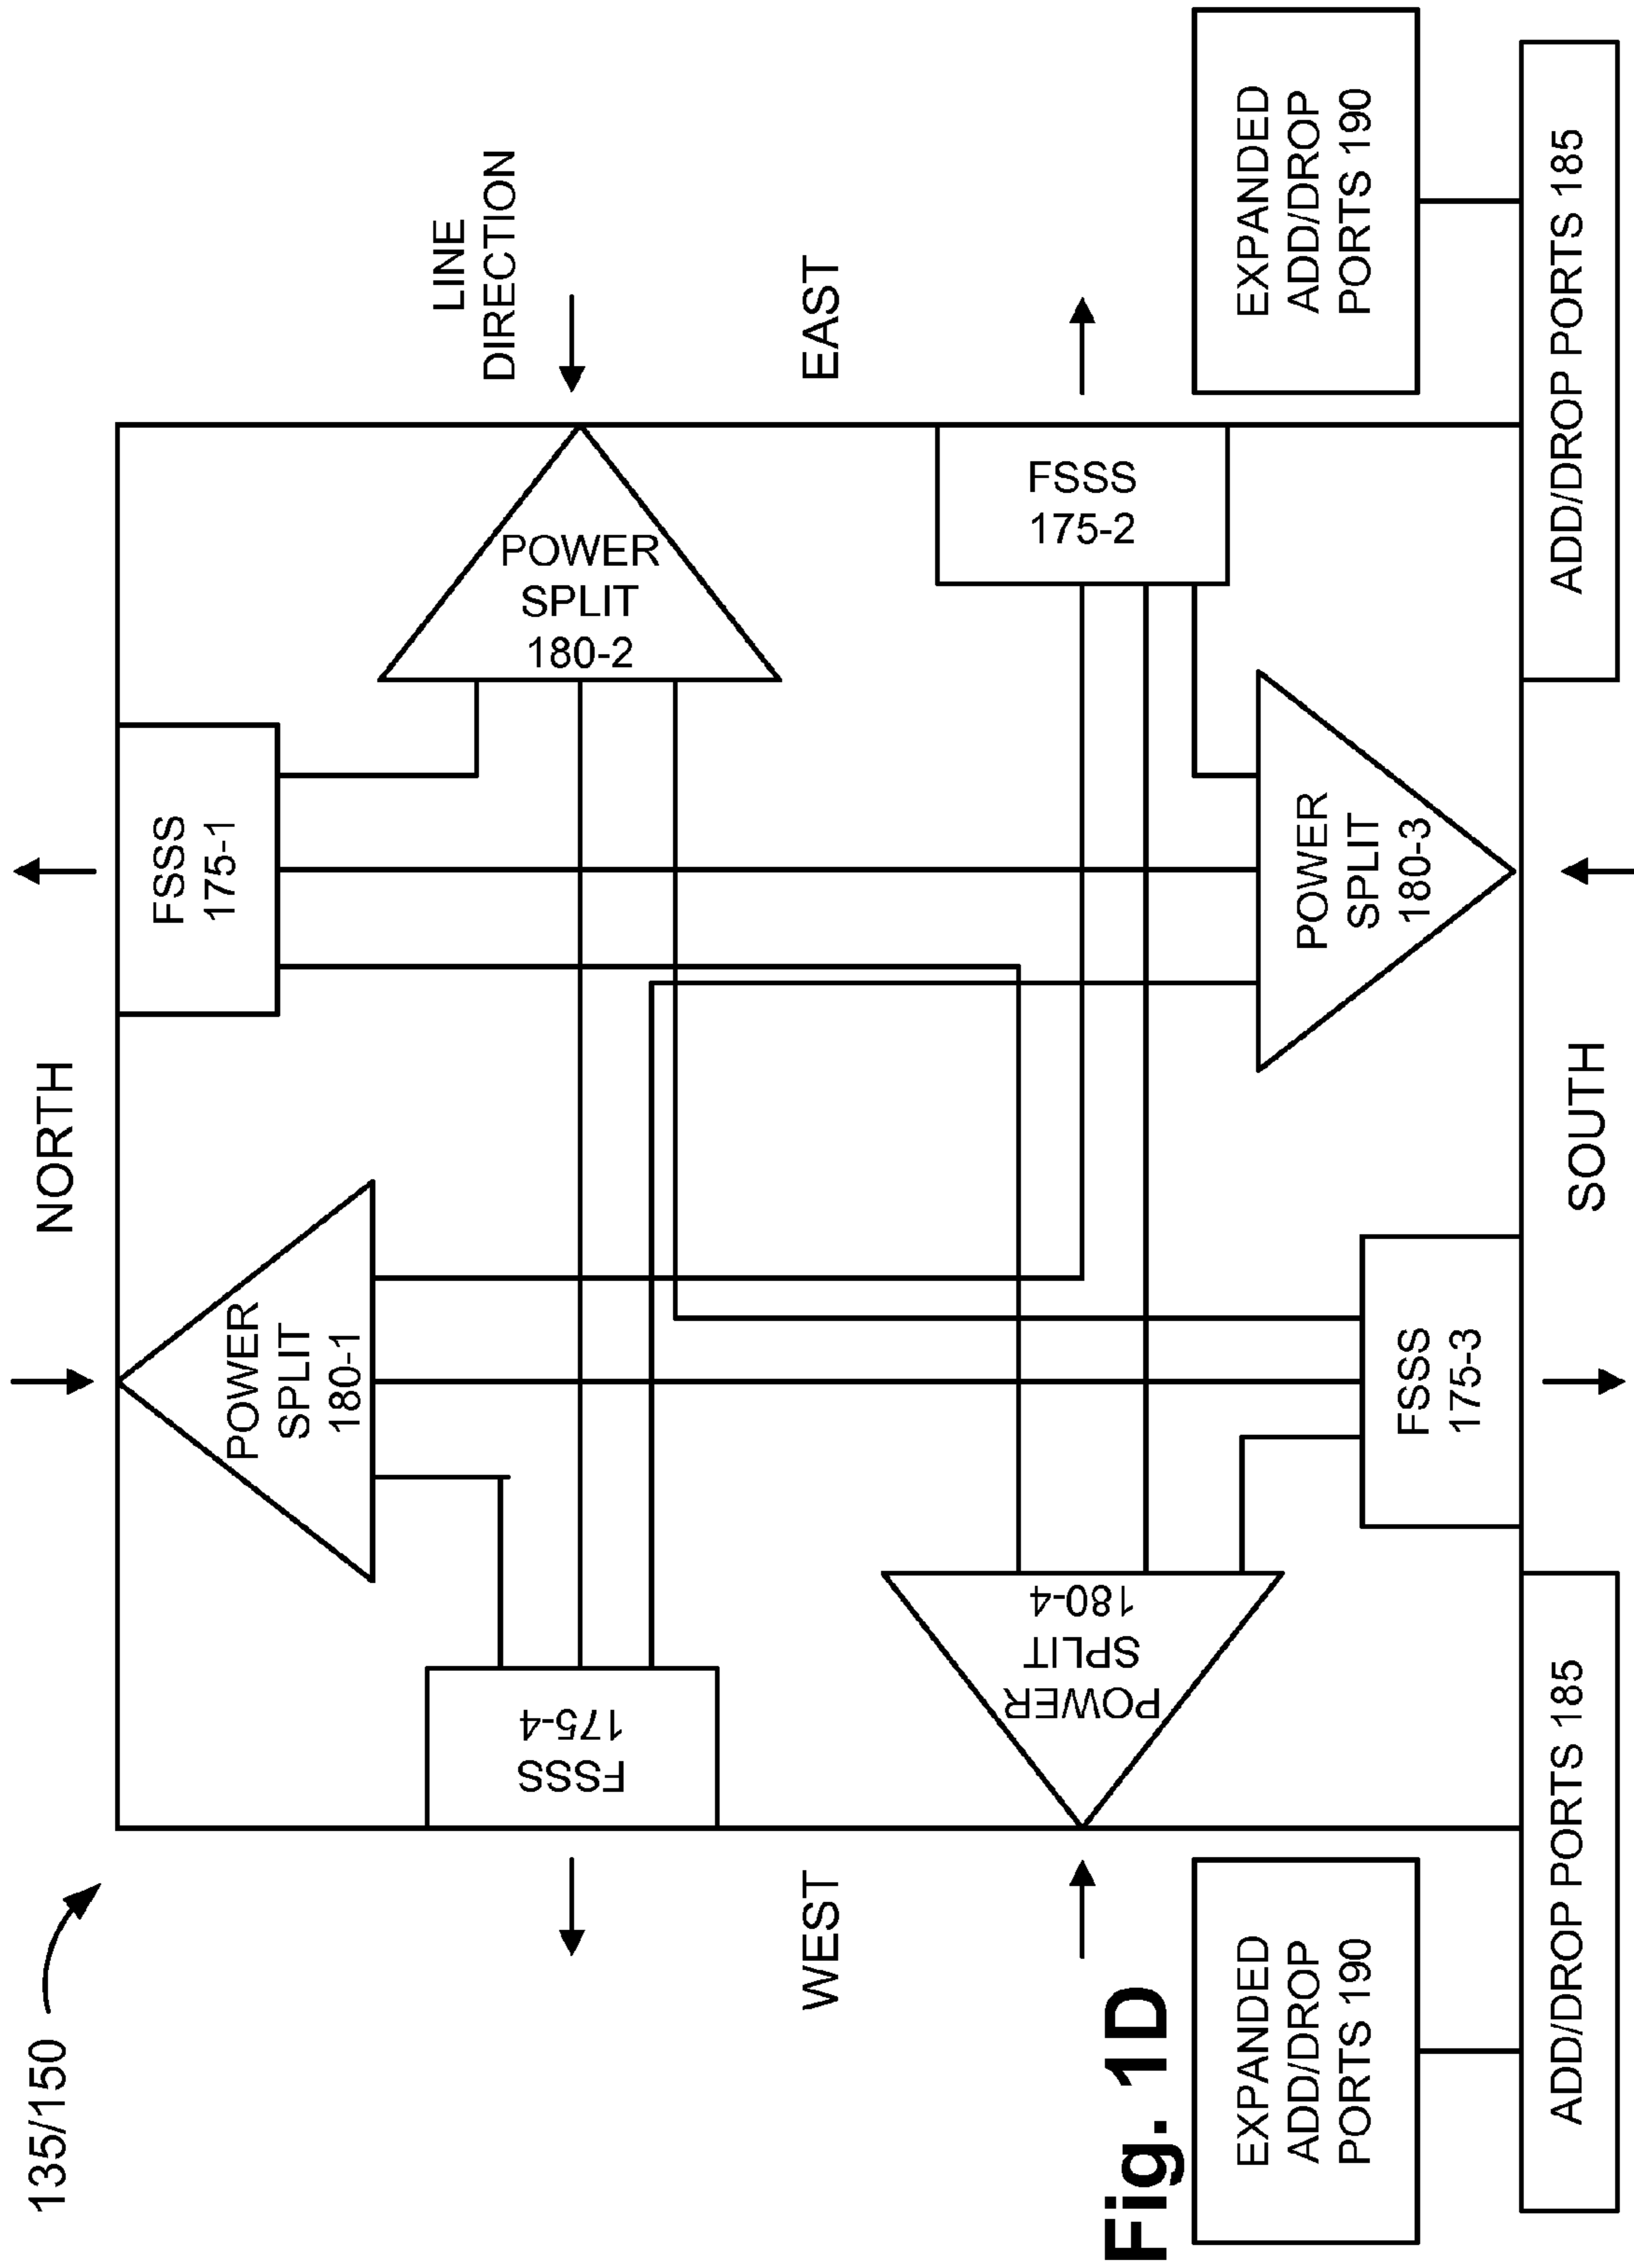 135/150
NORTH
LINE
DIRECTION
POWER
SPLIT
180-1
FSSS
175-1
FSSS
175-4
POWER
SPLIT
180-2
WEST
EAST
POWER
SPLIT
180-4
FSSS
175-2
FSSS
175-3
POWER
SPLIT
180-3
EXPANDED
ADD/DROP
PORTS 190
EXPANDED
ADD/DROP
PORTS 190
ADD/DROP PORTS 185
SOUTH
ADD/DROP PORTS 185
Fig. 1D